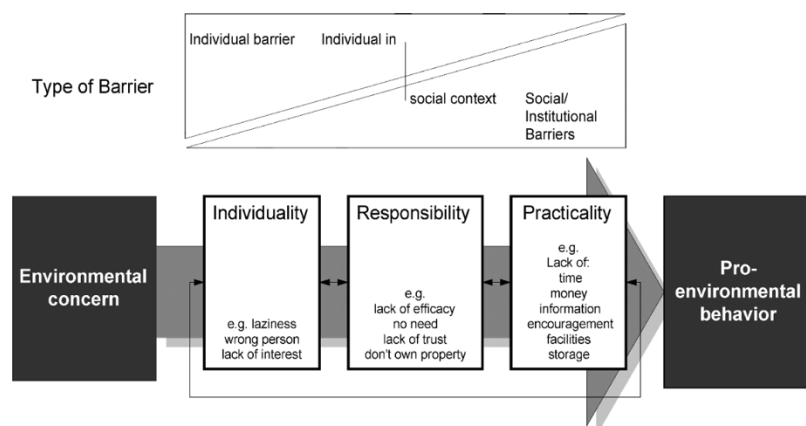 Individual barrier
Individual in
Type of Barrier
social context
Social/
Institutional
Barriers
Environmental
concern
Individuality
e.g. laziness
wrong person
lack of interest
Responsibility
e.g.
lack of efficacy
no need
lack of trust
don't own property
Practicality
e.g.
Lack of:
time
money
information
encouragement
facilities
storage
Pro-
environmental
behavior